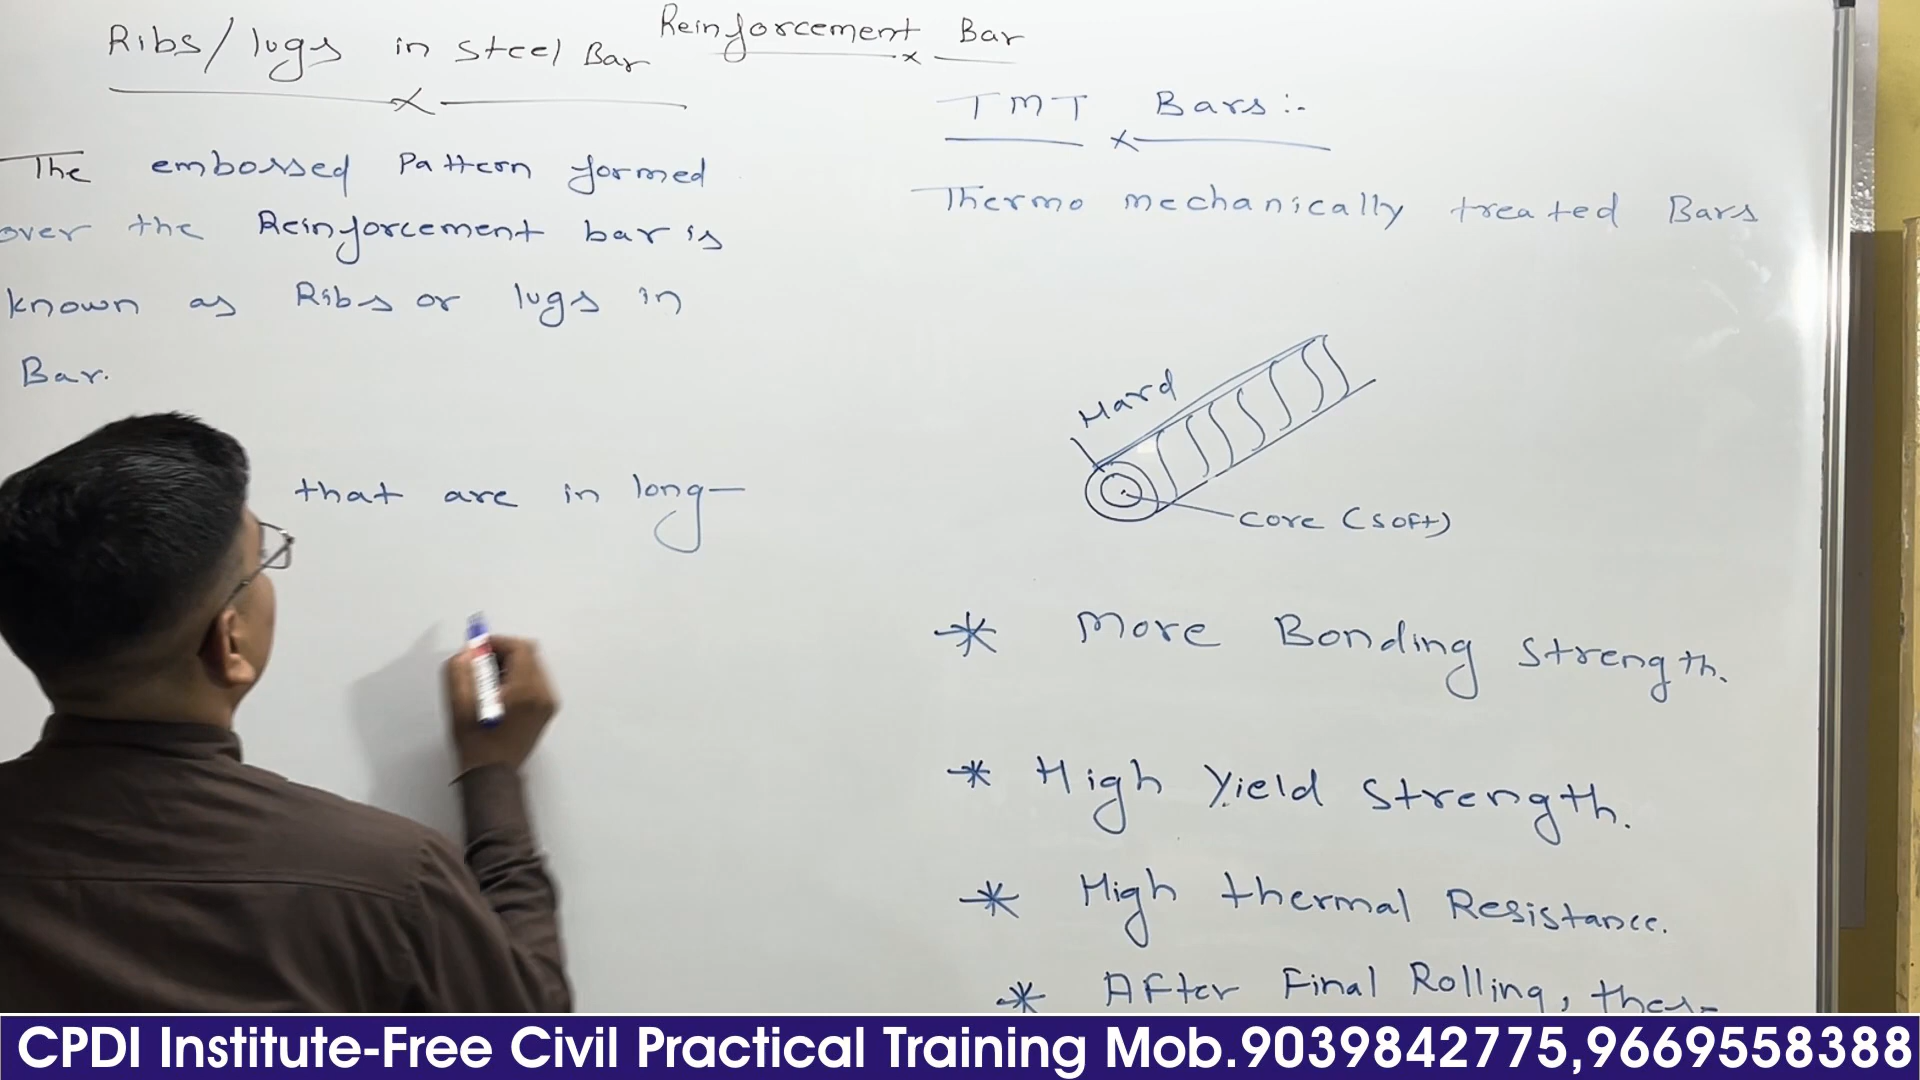 Reinforcement Bar
Ribs/lugs in steel Bar
The embossed Pattern formed
over the Reinforcement bar is
known as Ribs or lugs in
Bar.
that are in long-
TMT Bars:-
Thermo mechanically treated Bars
Hard
core (soft)
* More Bonding strength.
* High Yield strength.
* High thermal Resistance.
* After Final Rolling, thes-
CPDI Institute-Free Civil Practical Training Mob.9039842775,9669558388